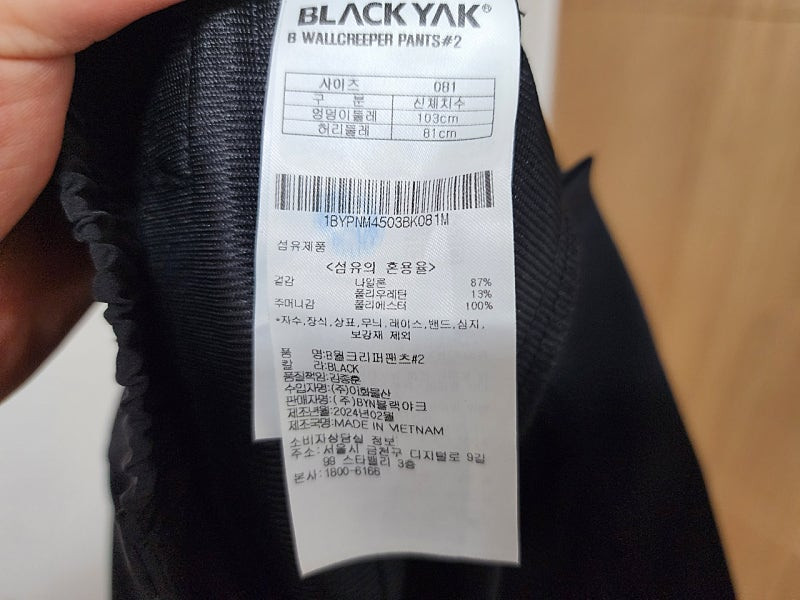 BLACKYAK®
B WALLCREEPER PANTS#2
사이즈 081
구 분 신체치수
엉덩이둘레 103cm
허리둘레 81cm
1BYPNM4503BK081M
섬유제품
<섬유의 혼용율>
겉감 나일론 87%
폴리우레탄 13%
주머니감 폴리에스터 100%
*자수,장식,상표,무늬,레이스,밴드,심지,
보강재 제외
품 명:B월크리퍼팬츠#2
칼 라:BLACK
품질책임:김종훈
수입자명:(주)이화물산
판매자명:(주)BYN블랙야크
제조년월:2024년02월
제조국명:MADE IN VIETNAM
소비자상담실 정보
주소:서울시 금천구 디지털로 9길
99 스타밸리 3층
본사:1800-6166